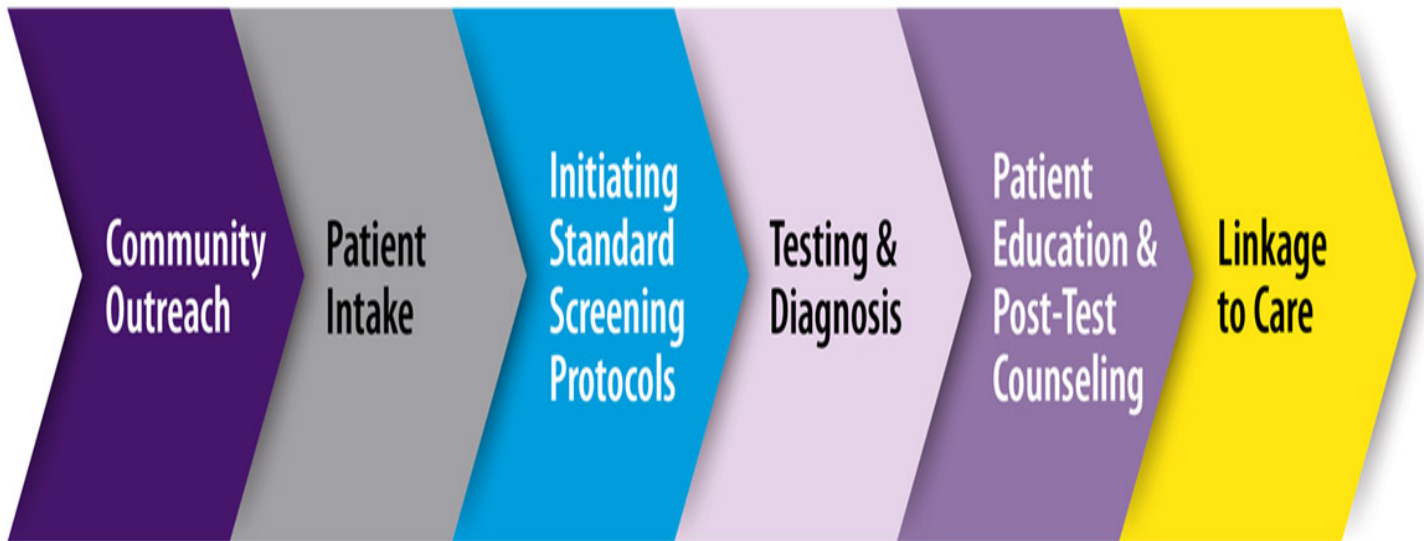 Community
Outreach
Patient
Intake
Initiating
Standard
Screening
Protocols
Testing &
Diagnosis
Patient
Education &
Post-Test
Counseling
Linkage
to Care